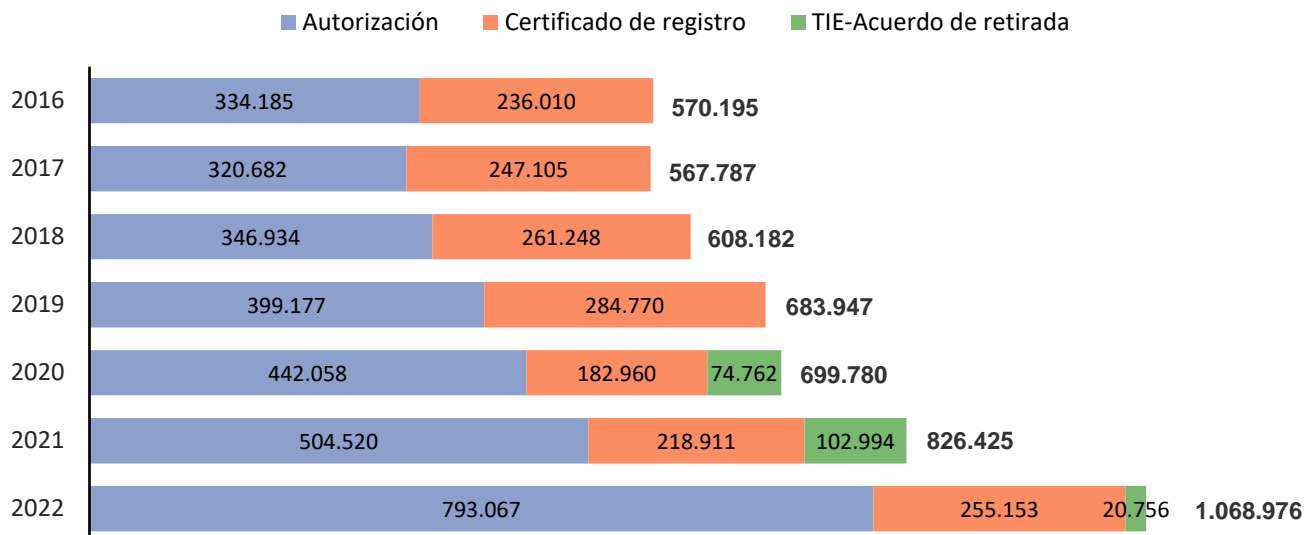 Autorización Certificado de registro TIE-Acuerdo de retirada
2016 334.185 236.010 570.195
2017 320.682 247.105 567.787
2018 346.934 261.248 608.182
2019 399.177 284.770 683.947
2020 442.058 182.960 74.762 699.780
2021 504.520 218.911 102.994 826.425
2022 793.067 255.153 20.756 1.068.976